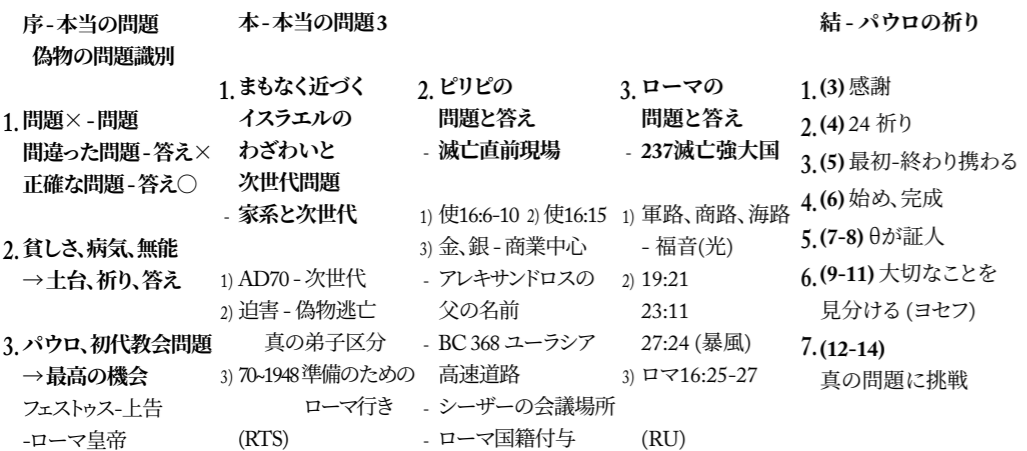 序-本当の問題
偽物の問題識別
1. 問題×-問題
間違った問題-答え×
正確な問題-答え〇
2. 貧しさ、病気、無能
→土台、祈り、答え
3. パウロ、初代教会問題
→最高の機会
フェストゥス-上告
-ローマ皇帝
本-本当の問題3
1. まもなく近づく
イスラエルの
わざわいと
次世代問題
- 家系と次世代
1) AD70-次世代
2) 迫害-偽物逃亡
真の弟子区分
3) 70~1948準備のための
ローマ行き
(RTS)
2. ピリピの
問題と答え
- 滅亡直前現場
1) 使16:6-10 2) 使16:15
3) 金、銀-商業中心
- アレキサンドロスの
父の名前
- BC 368 ユーラシア
高速道路
- シーザーの会議場所
- ローマ国籍付与
3. ローマの
問題と答え
- 237滅亡強大国
1) 軍路、商路、海路
- 福音(光)
2) 19:21
23:11
27:24 (暴風)
3) ロマ16:25-27
(RU)
結-パウロの祈り
1. (3) 感謝
2. (4) 24 祈り
3. (5) 最初-終わり携わる
4. (6) 始め、完成
5. (7-8) θが証人
6. (9-11) 大切なことを
見分ける (ヨセフ)
7. (12-14)
真の問題に挑戦